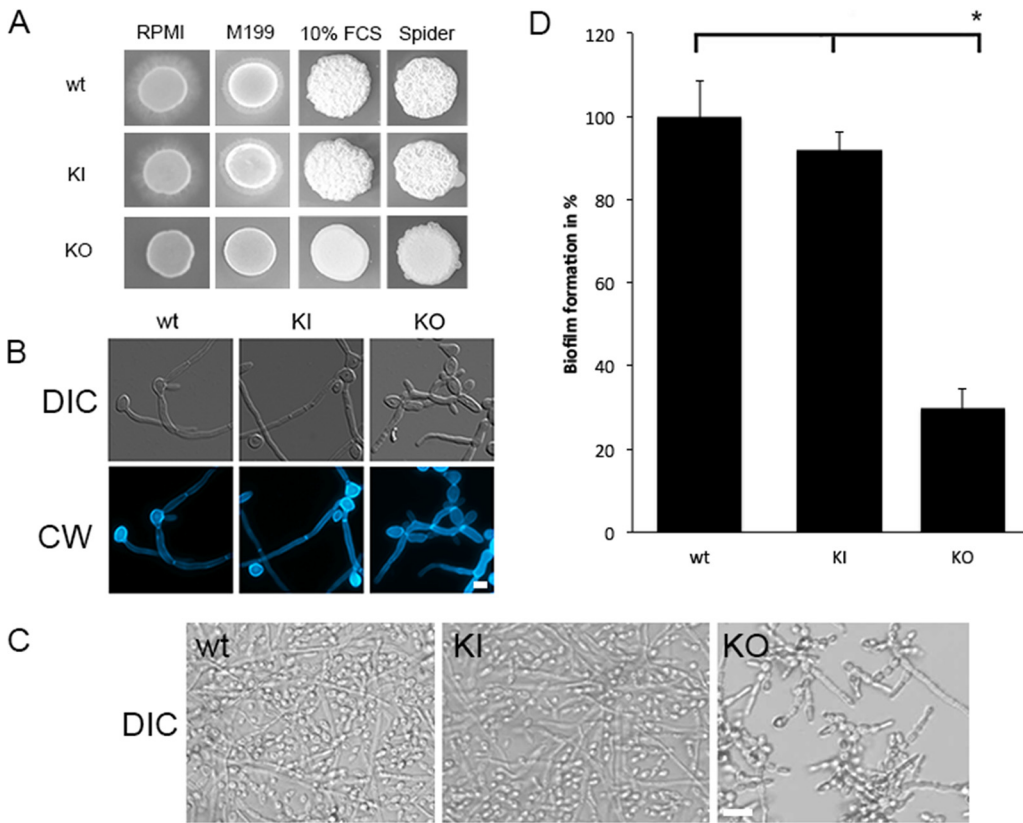 A
RPMI M199 10% FCS Spider
wt
KI
KO
wt KI KO
B
DIC
CW
C
wt KI KO
DIC
D
*
120
100
80
60
40
20
0
Biofilm formation in %
wt KI KO